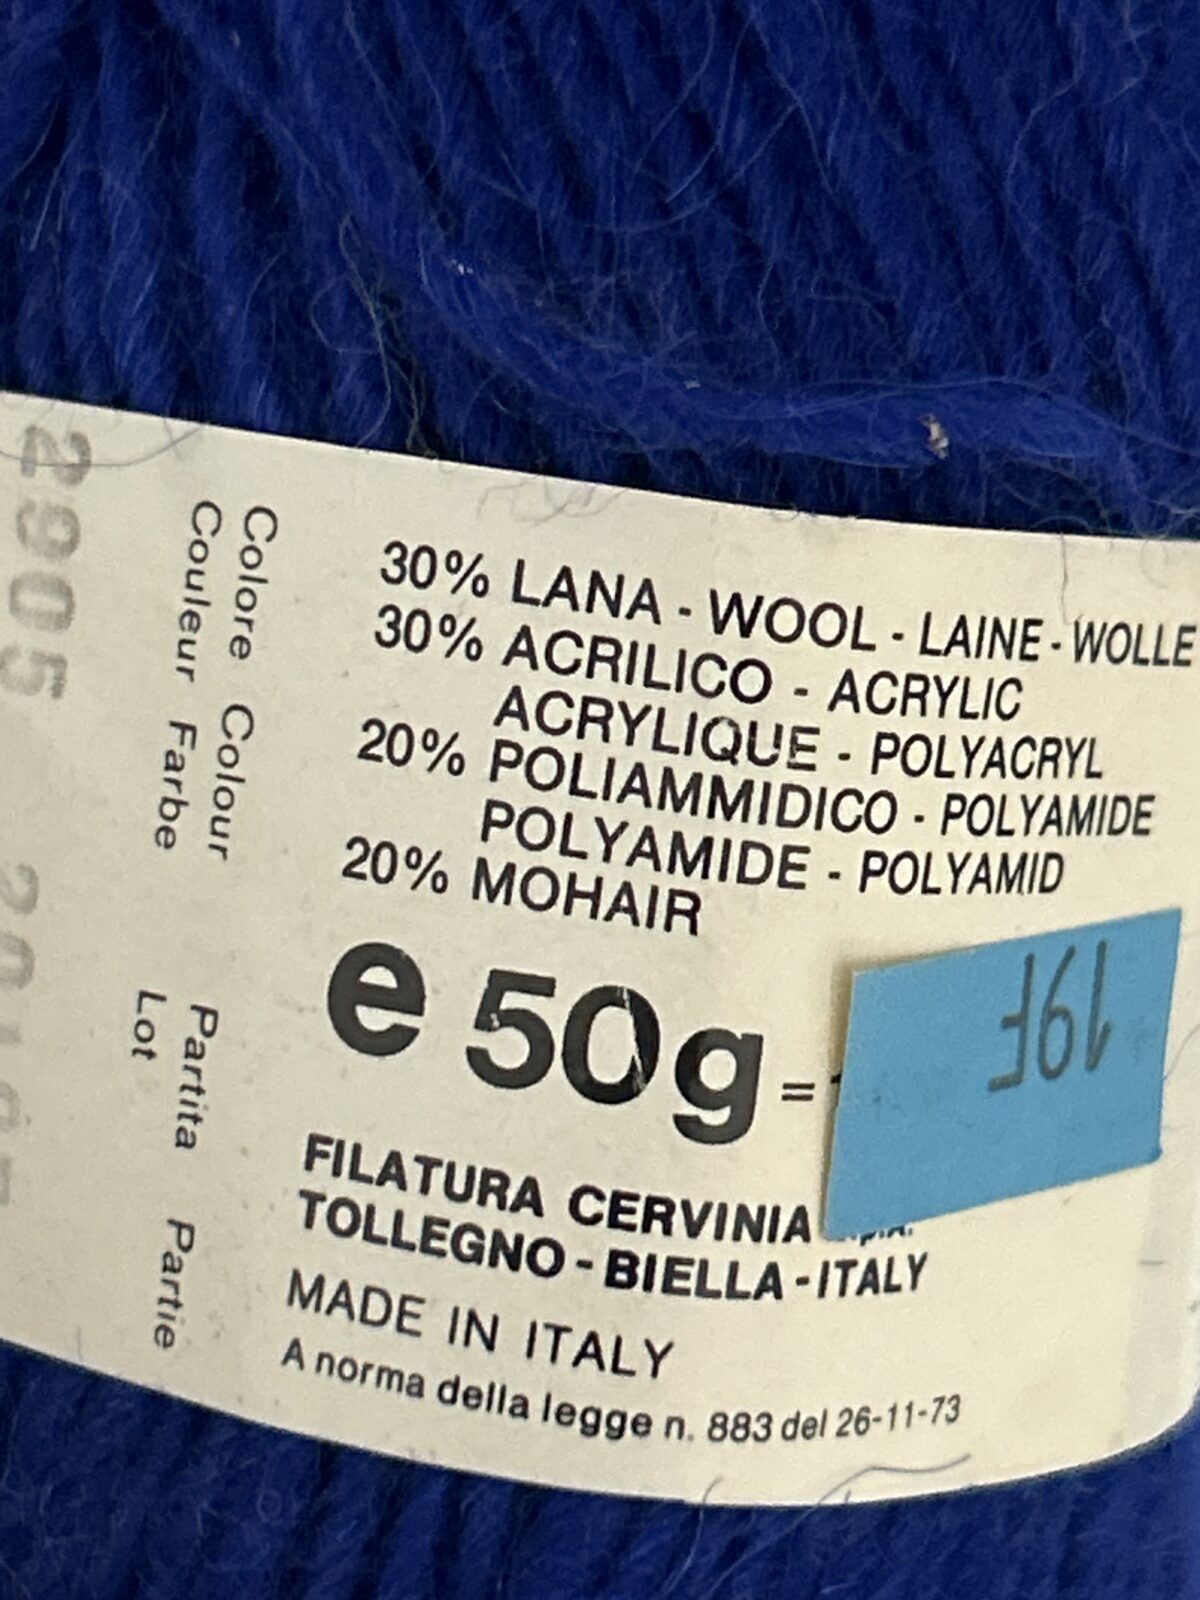 2905
Colore Colour
Couleur Farbe
Partita Partie
Lot
30% LANA - WOOL - LAINE - WOLLE
30% ACRILICO - ACRYLIC
ACRYLIQUE - POLYACRYL
20% POLIAMMIDICO - POLYAMIDE
POLYAMIDE - POLYAMID
20% MOHAIR
e 50g =
19F
FILATURA CERVINIA
TOLLEGNO - BIELLA - ITALY
MADE IN ITALY
A norma della legge n. 883 del 26-11-73